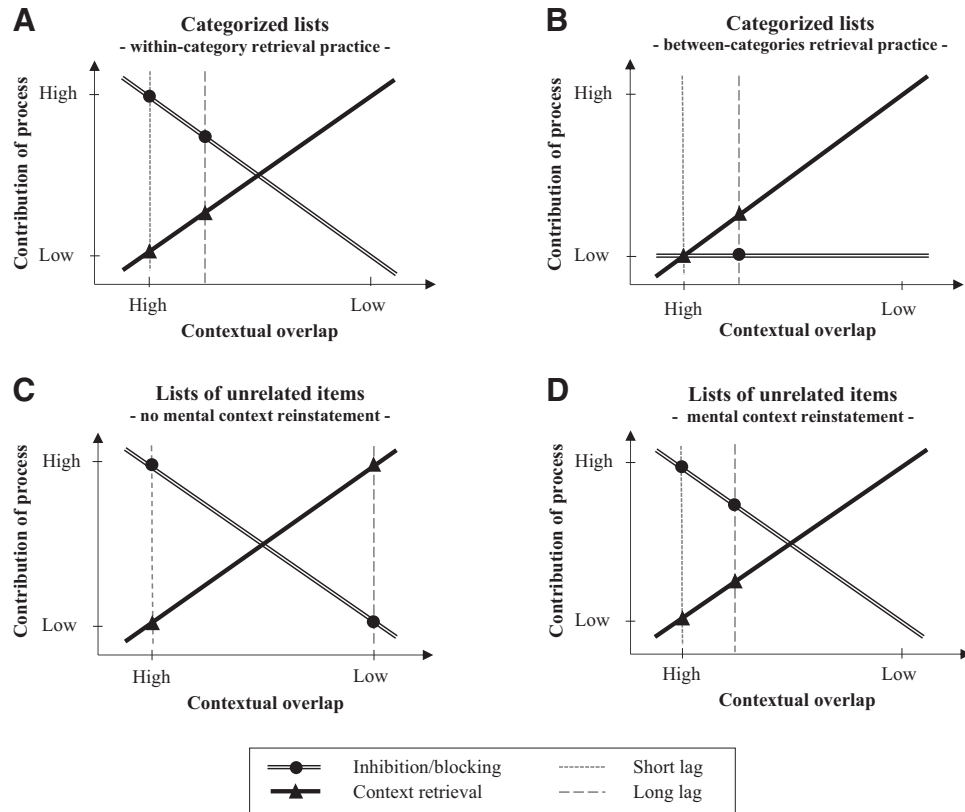 A
Categorized lists
- within-category retrieval practice -
Contribution of process
High
Low
High
Low
Contextual overlap
B
Categorized lists
- between-categories retrieval practice -
Contribution of process
High
Low
High
Low
Contextual overlap
C
Lists of unrelated items
- no mental context reinstatement -
Contribution of process
High
Low
High
Low
Contextual overlap
D
Lists of unrelated items
- mental context reinstatement -
Contribution of process
High
Low
High
Low
Contextual overlap
Inhibition/blocking
Short lag
Context retrieval
Long lag